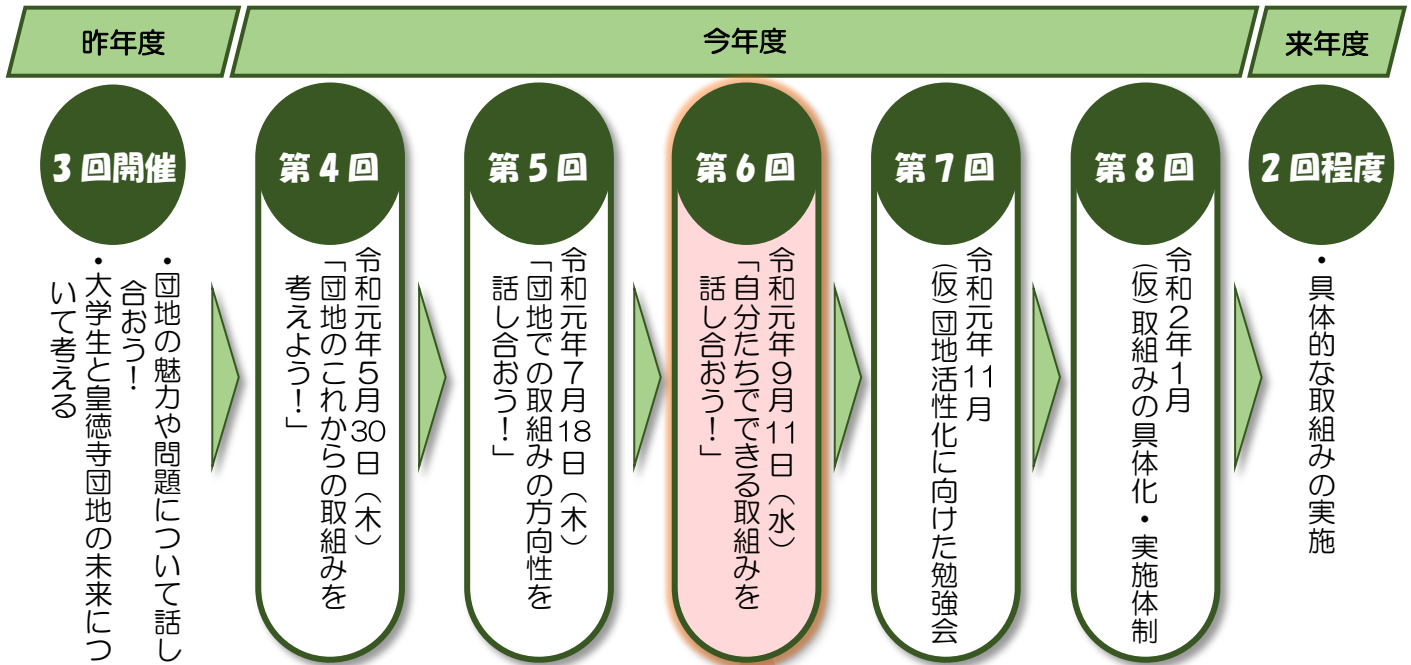 昨年度
今年度
来年度
3回開催
・団地の魅力や問題について話し
合おう！
・大学生と皇徳寺団地の未来につ
いて考える
第4回
令和元年5月30日（木）
「団地のこれからの取組みを
考えよう！」
第5回
令和元年7月18日（木）
「団地での取組みの方向性を
話し合おう！」
第6回
令和元年9月11日（水）
「自分たちでできる取組みを
話し合おう！」
第7回
令和元年11月
（仮）団地活性化に向けた勉強会
第8回
令和2年1月
（仮）取組みの具体化・実施体制
2回程度
・具体的な取組みの実施